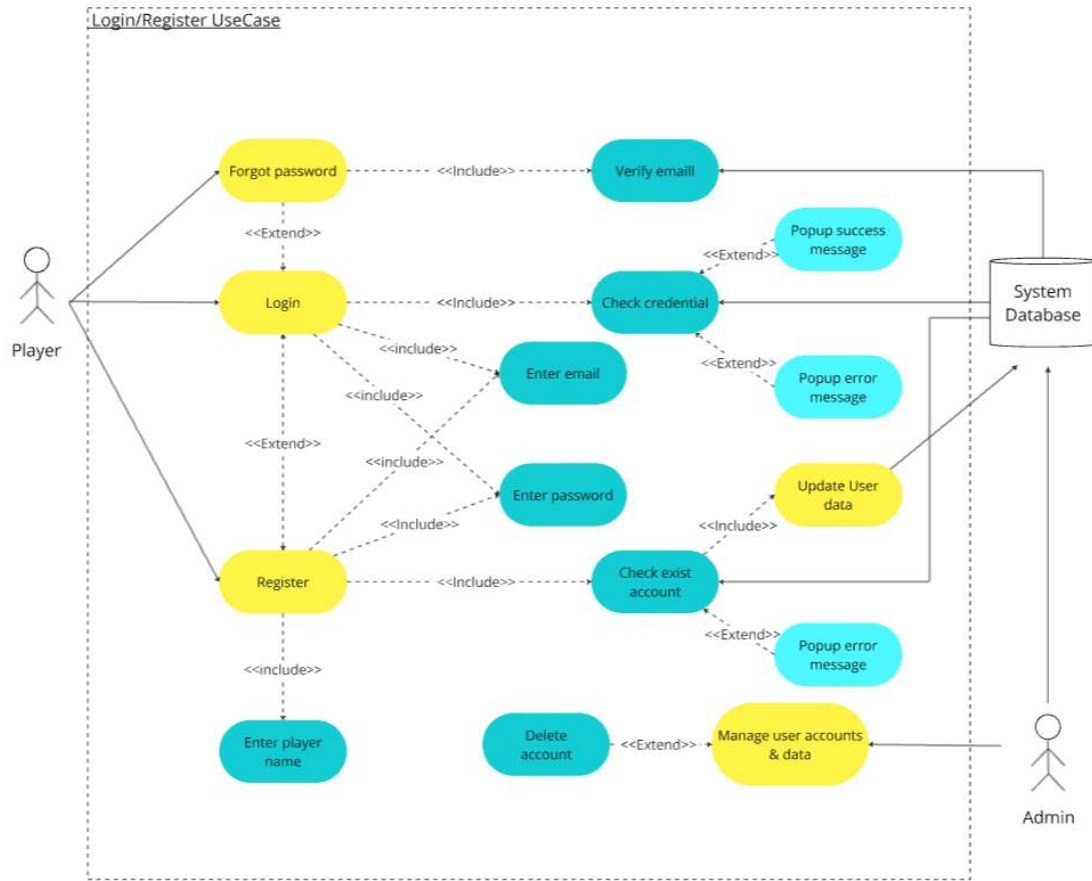 Login/Register UseCase
Forgot password
<<Include>>
Verify emaill
<<Extend>>
Popup success
message
<<Extend>>
Login
<<Include>>
Check credential
System
Database
Player
<<include>>
Enter email
<<Extend>>
Popup error
message
<<include>>
<<Extend>>
<<include>>
Enter password
Update User
data
<<Include>>
<<Include>>
Register
<<Include>>
Check exist
account
<<Extend>>
Popup error
message
<<include>>
Enter player
name
Delete
account
<<Extend>>
Manage user accounts
& data
Admin